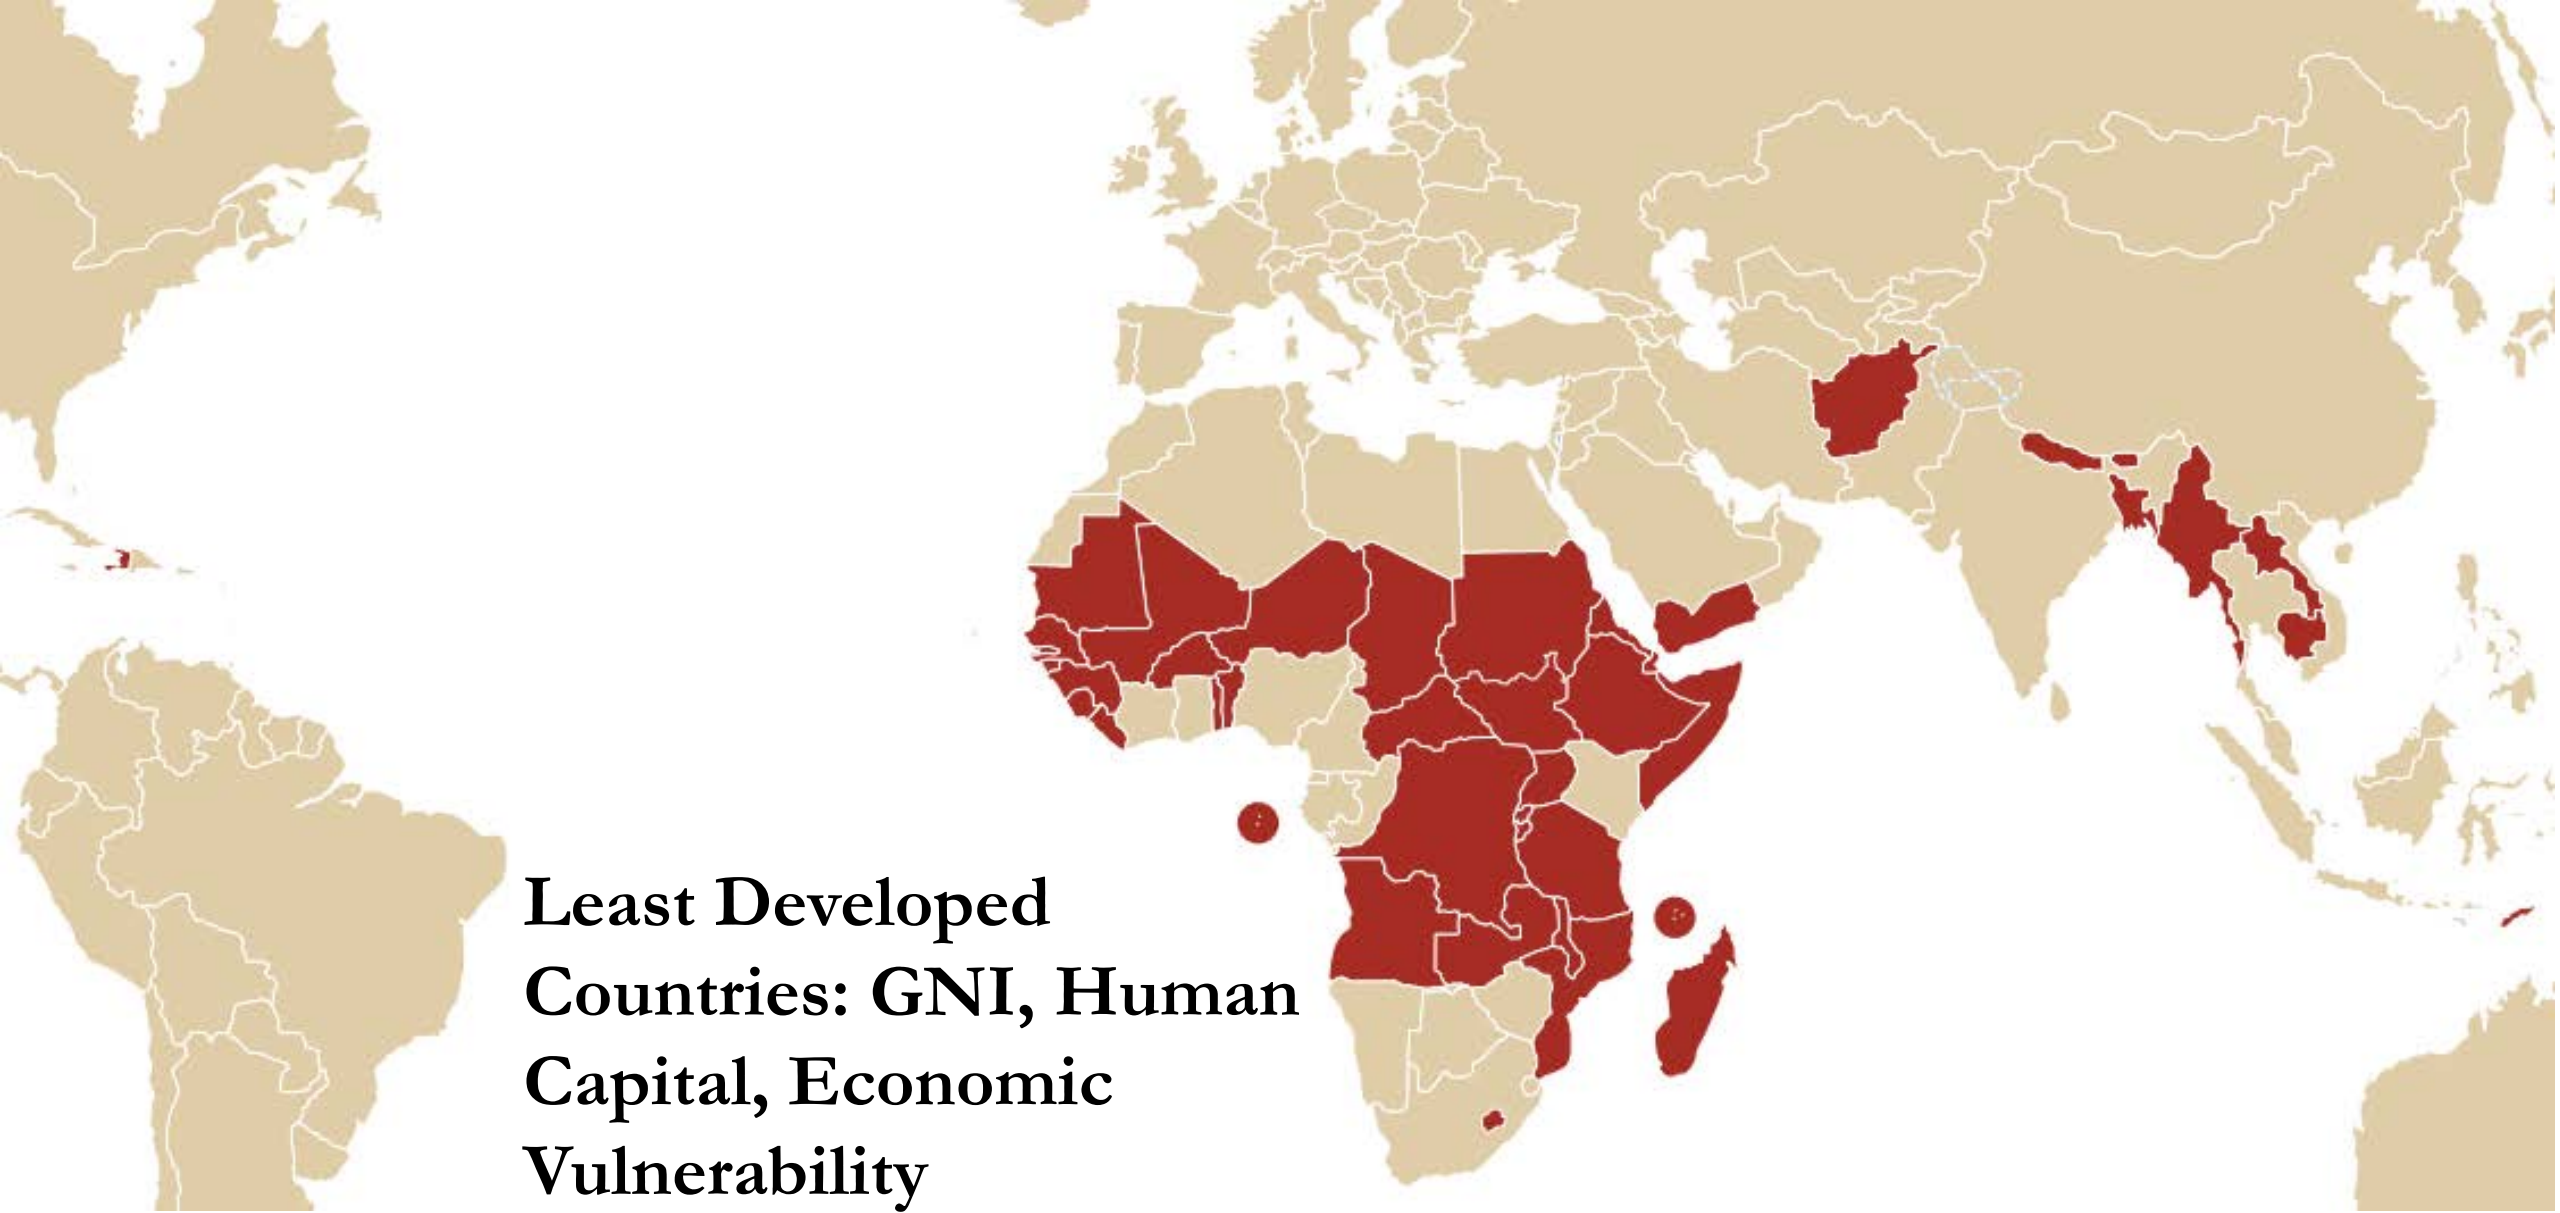 Least Developed
Countries: GNI, Human
Capital, Economic
Vulnerability